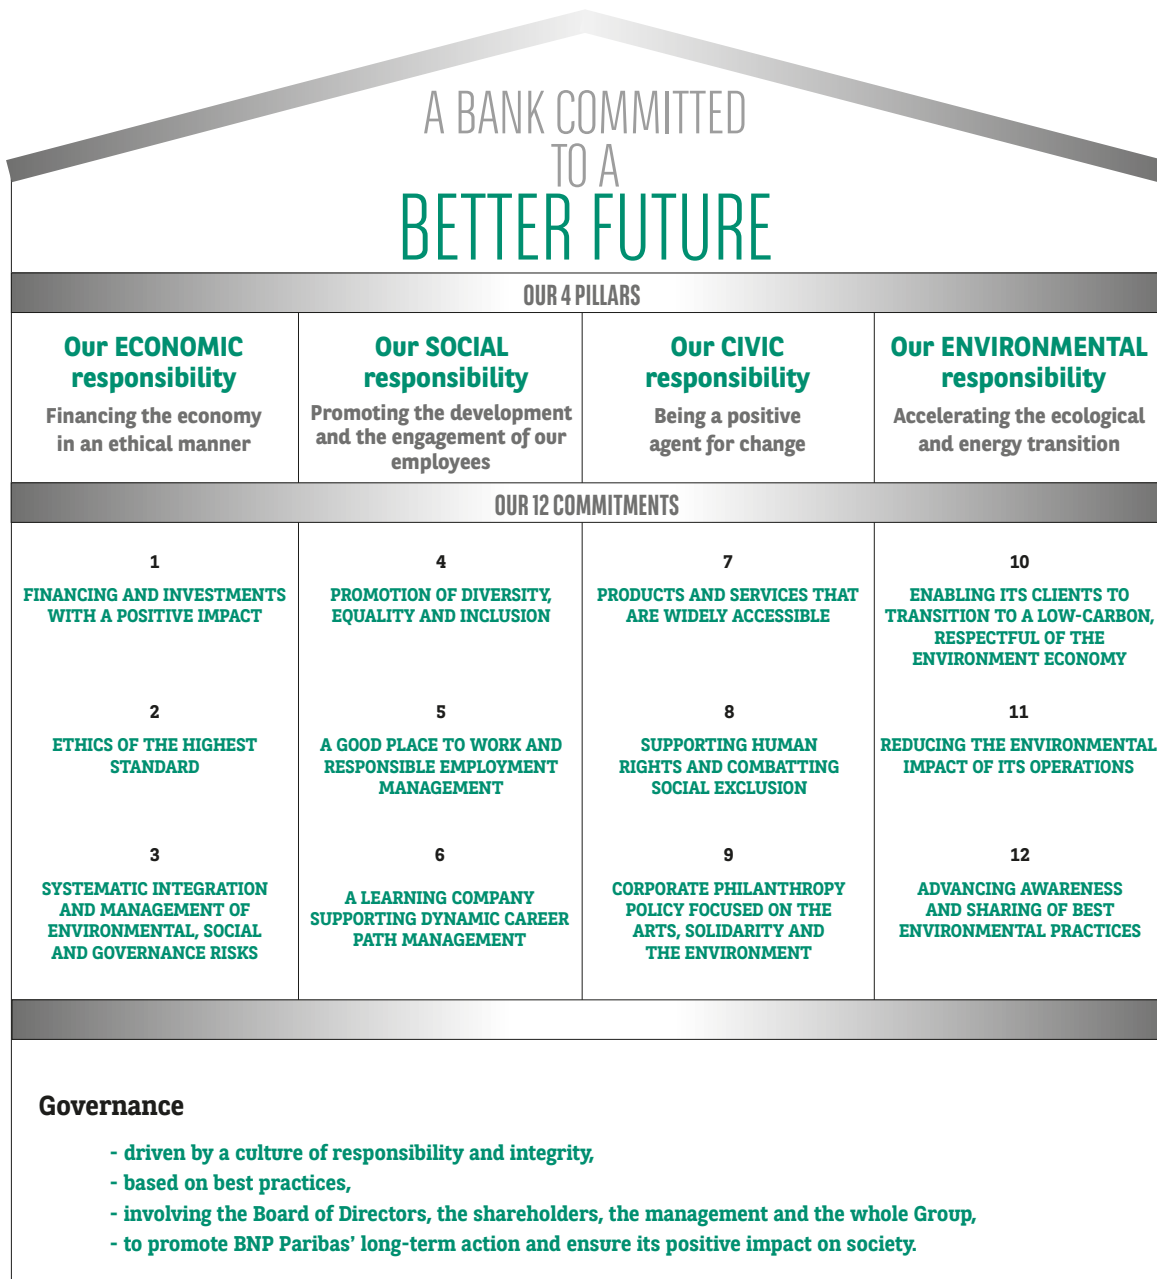 A BANK COMMITTED
TO A
BETTER FUTURE
OUR 4 PILLARS
Our ECONOMIC
responsibility
Financing the economy
in an ethical manner
Our SOCIAL
responsibility
Promoting the development
and the engagement of our
employees
Our CIVIC
responsibility
Being a positive
agent for change
Our ENVIRONMENTAL
responsibility
Accelerating the ecological
and energy transition
OUR 12 COMMITMENTS
1
FINANCING AND INVESTMENTS
WITH A POSITIVE IMPACT
2
ETHICS OF THE HIGHEST
STANDARD
3
SYSTEMATIC INTEGRATION
AND MANAGEMENT OF
ENVIRONMENTAL, SOCIAL
AND GOVERNANCE RISKS
4
PROMOTION OF DIVERSITY,
EQUALITY AND INCLUSION
5
A GOOD PLACE TO WORK AND
RESPONSIBLE EMPLOYMENT
MANAGEMENT
6
A LEARNING COMPANY
SUPPORTING DYNAMIC CAREER
PATH MANAGEMENT
7
PRODUCTS AND SERVICES THAT
ARE WIDELY ACCESSIBLE
8
SUPPORTING HUMAN
RIGHTS AND COMBATTING
SOCIAL EXCLUSION
9
CORPORATE PHILANTHROPY
POLICY FOCUSED ON THE
ARTS, SOLIDARITY AND
THE ENVIRONMENT
10
ENABLING ITS CLIENTS TO
TRANSITION TO A LOW-CARBON,
RESPECTFUL OF THE
ENVIRONMENT ECONOMY
11
REDUCING THE ENVIRONMENTAL
IMPACT OF ITS OPERATIONS
12
ADVANCING AWARENESS
AND SHARING OF BEST
ENVIRONMENTAL PRACTICES
Governance
- driven by a culture of responsibility and integrity,
- based on best practices,
- involving the Board of Directors, the shareholders, the management and the whole Group,
- to promote BNP Paribas’ long-term action and ensure its positive impact on society.